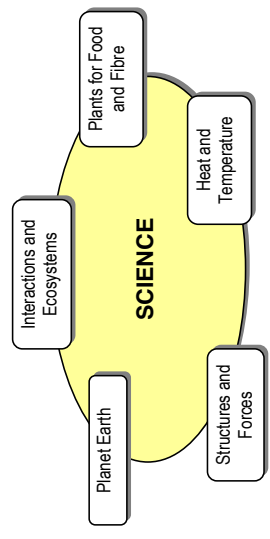 Interactions and
Ecosystems
Plants for Food
and Fibre
Heat and
Temperature
Structures and
Forces
Planet Earth
SCIENCE